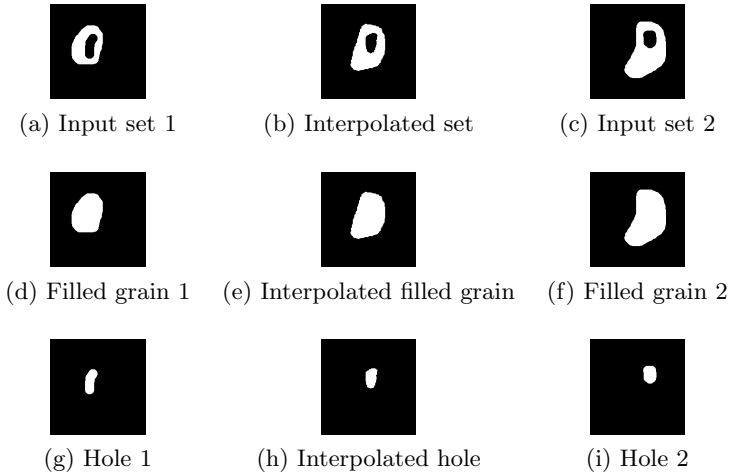 (a) Input set 1
(b) Interpolated set
(c) Input set 2
(d) Filled grain 1
(e) Interpolated filled grain
(f) Filled grain 2
(g) Hole 1
(h) Interpolated hole
(i) Hole 2